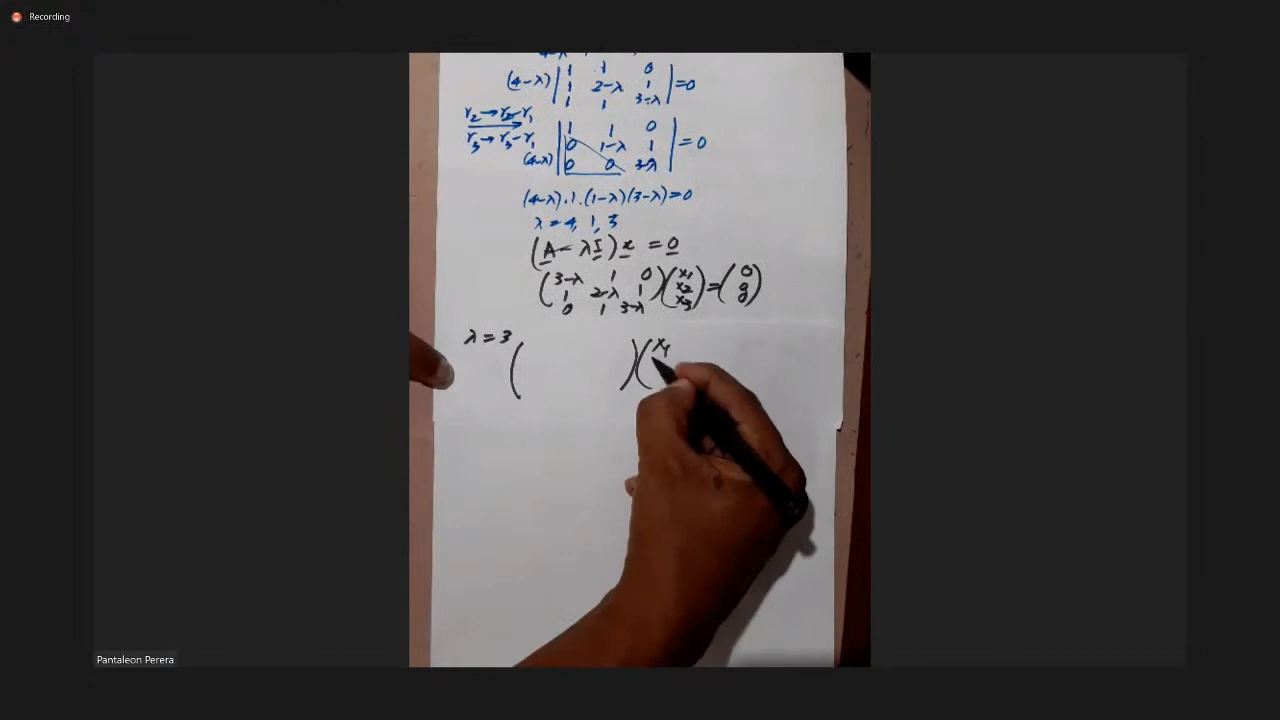 Recording
(4-λ) | 1 1 0 |
| 1 2-λ 1 | =0
| 1 1 3-λ |
r₂→r₂-r₁
r₃→r₃-r₁
(4-λ) | 1 1 0 |
| 0 1-λ 1 | = 0
| 0 0 3-λ |
(4-λ).1.(1-λ)(3-λ)=0
λ = 4, 1, 3
(A - λI) x = 0
( 3-λ 1 0 ) ( x₁ ) = ( 0 )
( 1 2-λ 1 ) ( x₂ ) ( 0 )
( 0 1 3-λ ) ( x₃ ) ( 0 )
λ = 3
( ) ( x₁
Pantaleon Perera